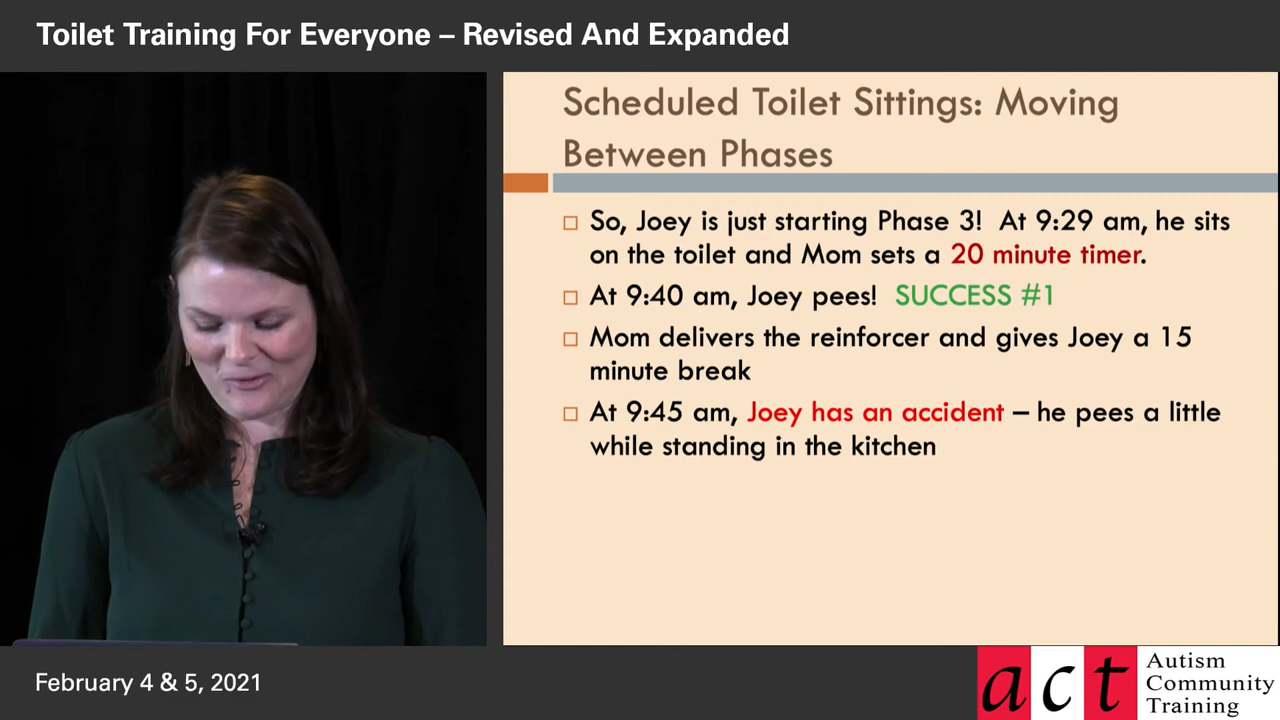 Toilet Training For Everyone – Revised And Expanded
Scheduled Toilet Sittings: Moving
Between Phases
So, Joey is just starting Phase 3! At 9:29 am, he sits
on the toilet and Mom sets a 20 minute timer.
At 9:40 am, Joey pees! SUCCESS #1
Mom delivers the reinforcer and gives Joey a 15
minute break
At 9:45 am, Joey has an accident – he pees a little
while standing in the kitchen
February 4 & 5, 2021
act
Autism
Community
Training